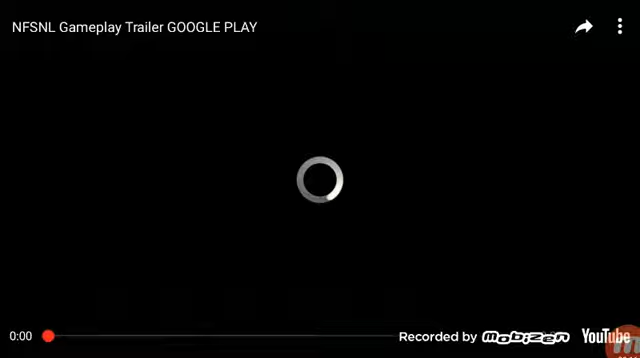 NFSNL Gameplay Trailer GOOGLE PLAY
0:00
Recorded by Mobizen
YouTube